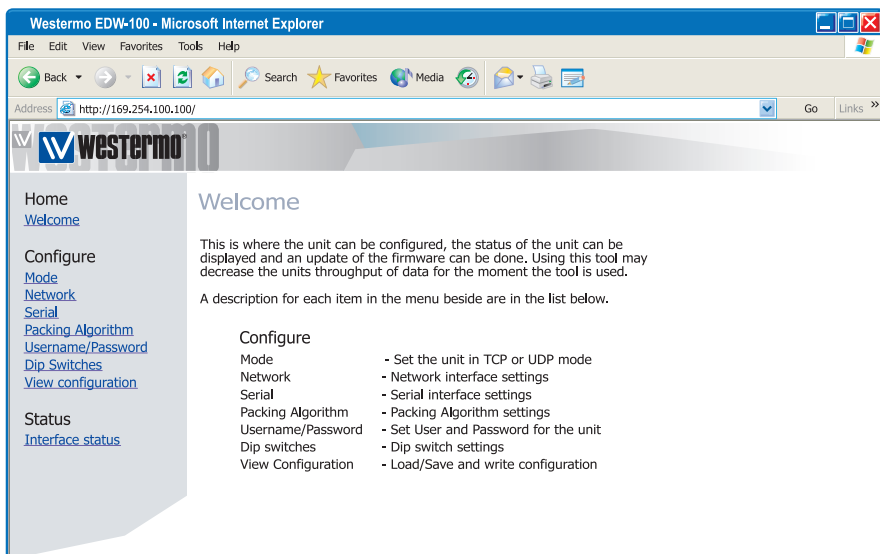 Westermo EDW-100 - Microsoft Internet Explorer
File Edit View Favorites Tools Help
Back Search Favorites Media
Address http://169.254.100.100/ Go Links »
WESTERMO
westermo®
Home
Welcome
Configure
Mode
Network
Serial
Packing Algorithm
Username/Password
Dip Switches
View configuration
Status
Interface status
Welcome
This is where the unit can be configured, the status of the unit can be
displayed and an update of the firmware can be done. Using this tool may
decrease the units throughput of data for the moment the tool is used.
A description for each item in the menu beside are in the list below.
Configure
Mode - Set the unit in TCP or UDP mode
Network - Network interface settings
Serial - Serial interface settings
Packing Algorithm - Packing Algorithm settings
Username/Password - Set User and Password for the unit
Dip switches - Dip switch settings
View Configuration - Load/Save and write configuration